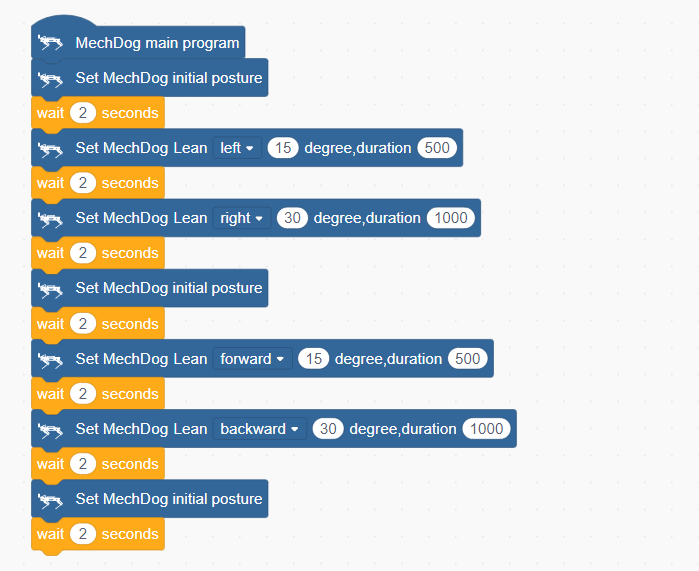 MechDog main program
Set MechDog initial posture
wait 2 seconds
Set MechDog Lean left 15 degree,duration 500
wait 2 seconds
Set MechDog Lean right 30 degree,duration 1000
wait 2 seconds
Set MechDog initial posture
wait 2 seconds
Set MechDog Lean forward 15 degree,duration 500
wait 2 seconds
Set MechDog Lean backward 30 degree,duration 1000
wait 2 seconds
Set MechDog initial posture
wait 2 seconds